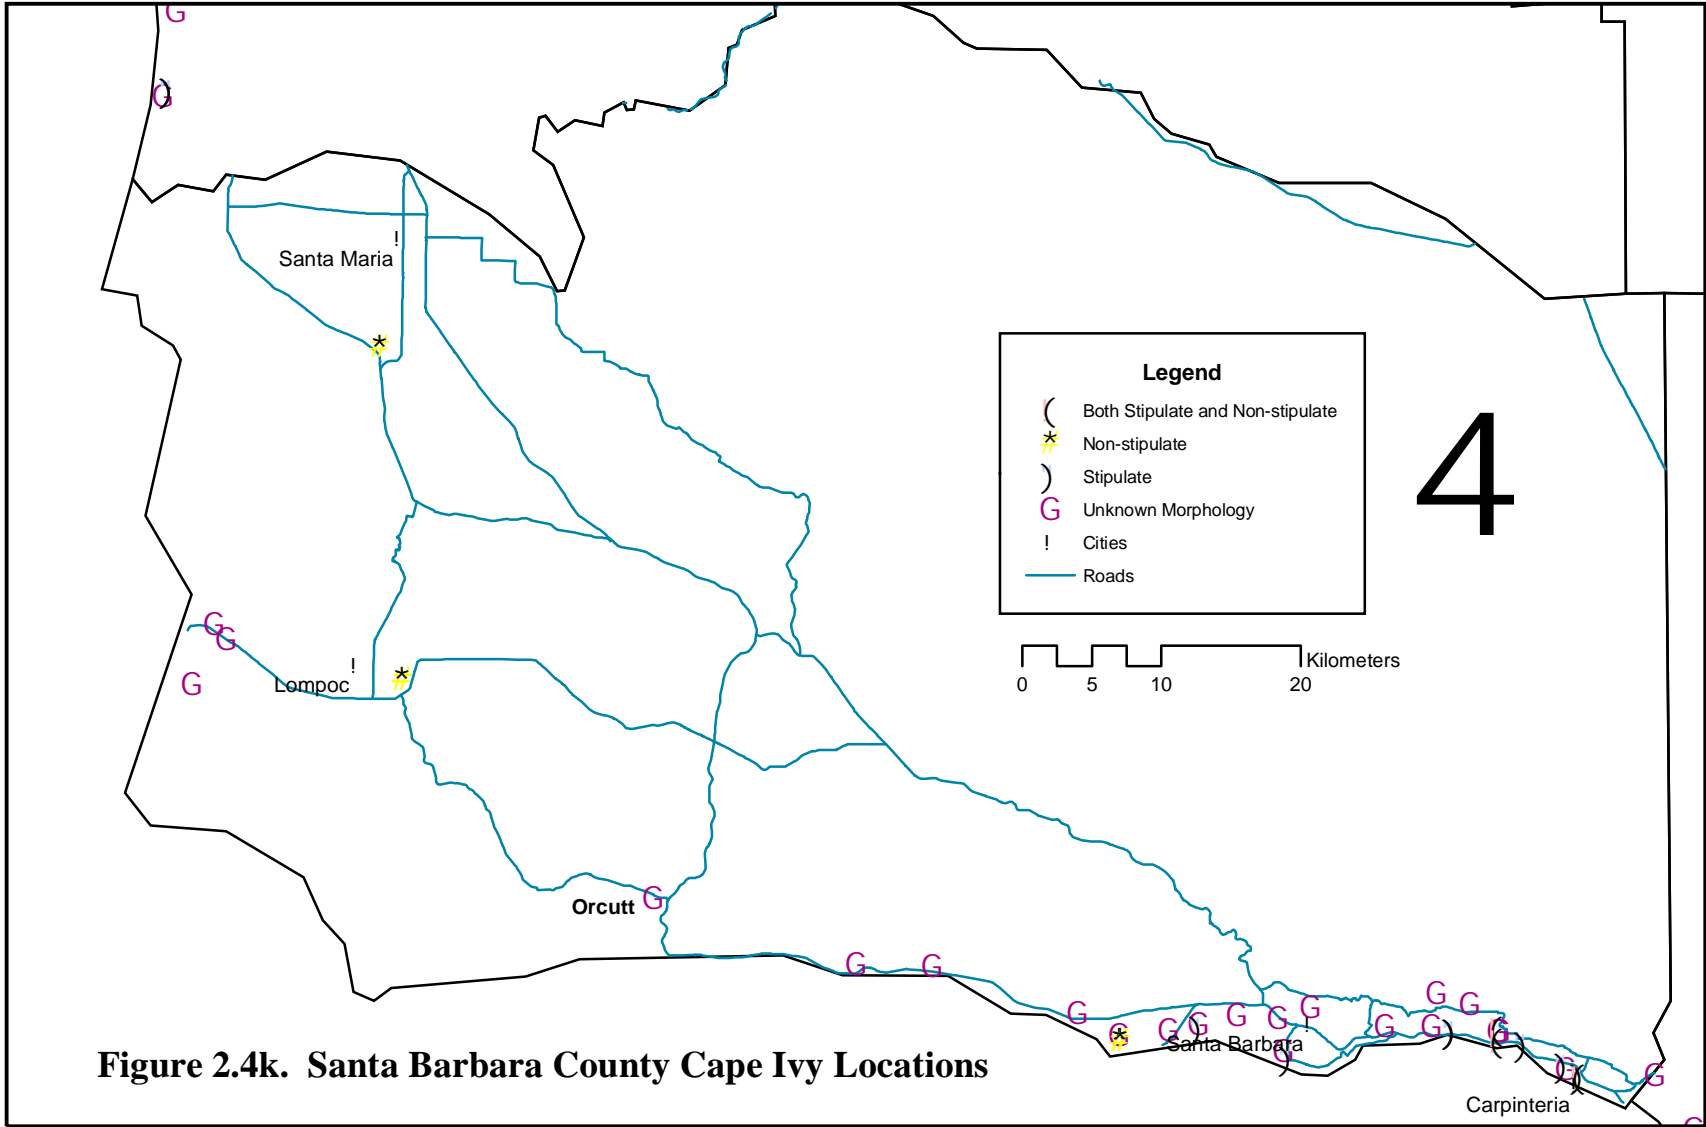 Santa Maria
Legend
Both Stipulate and Non-stipulate
Non-stipulate
Stipulate
Unknown Morphology
Cities
Roads
4
Kilometers
0 5 10 20
Lompoc
Orcutt
Santa Barbara
Carpinteria
Figure 2.4k. Santa Barbara County Cape Ivy Locations